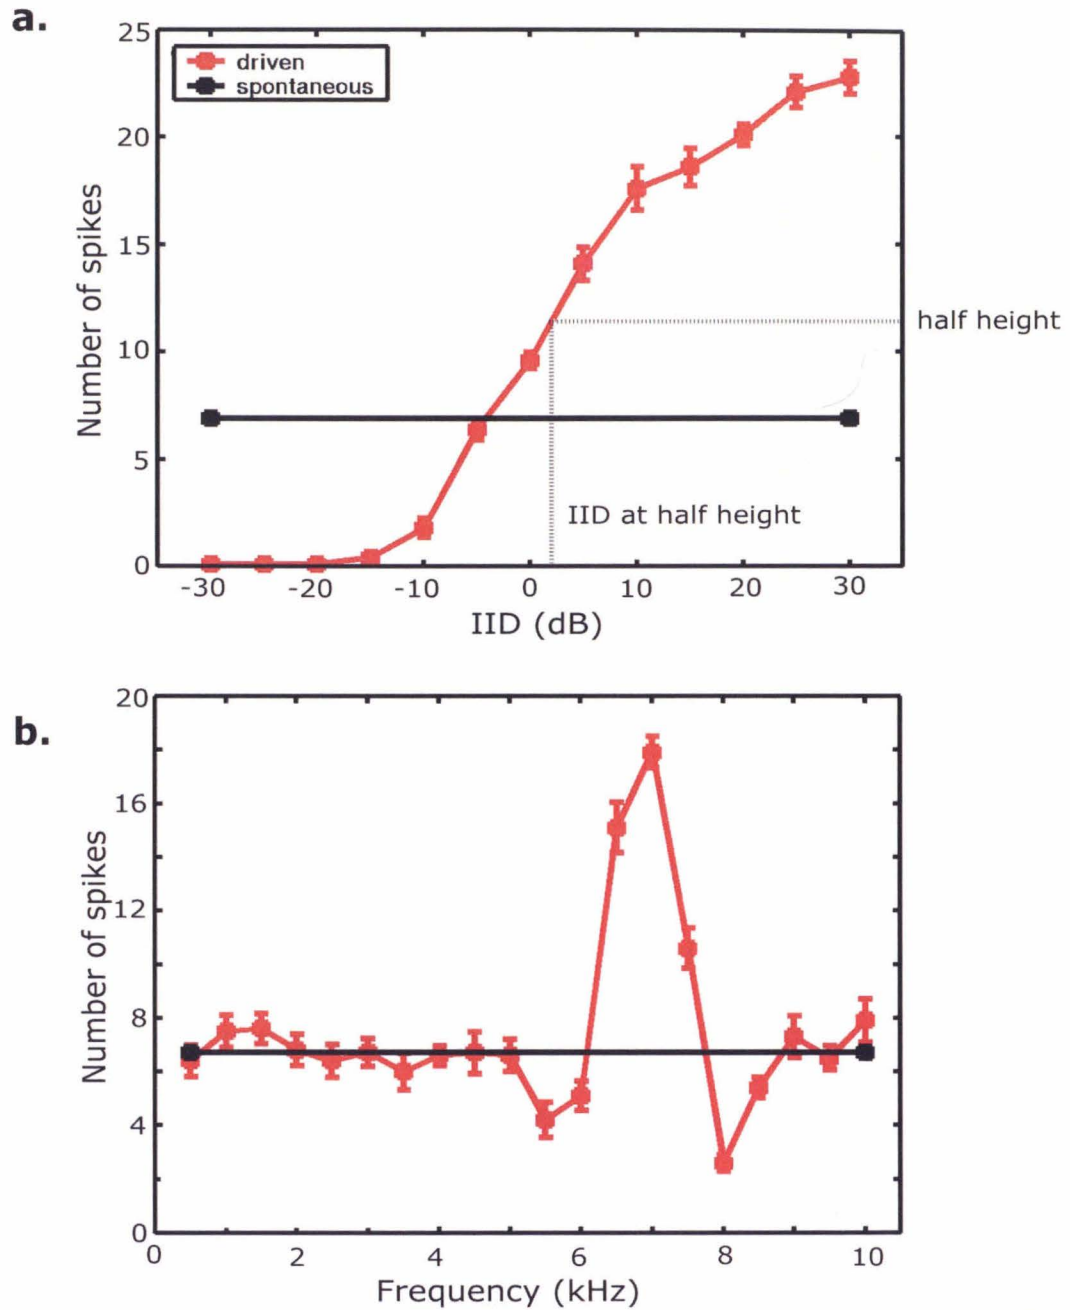 a.
25
driven
spontaneous
20
15
10
5
0
Number of spikes
half height
IID at half height
-30 -20 -10 0 10 20 30
IID (dB)
b.
20
16
12
8
4
0
Number of spikes
0 2 4 6 8 10
Frequency (kHz)